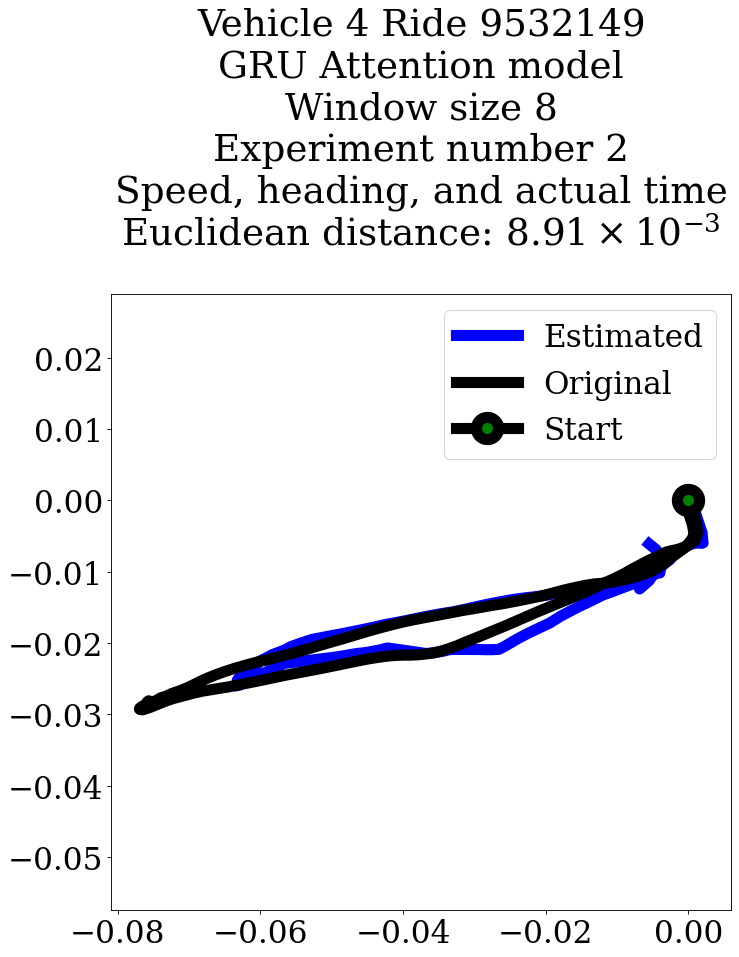 Vehicle 4 Ride 9532149
GRU Attention model
Window size 8
Experiment number 2
Speed, heading, and actual time
Euclidean distance: 8.91 × 10⁻³
Estimated
Original
Start
0.02
0.01
0.00
−0.01
−0.02
−0.03
−0.04
−0.05
−0.08 −0.06 −0.04 −0.02 0.00